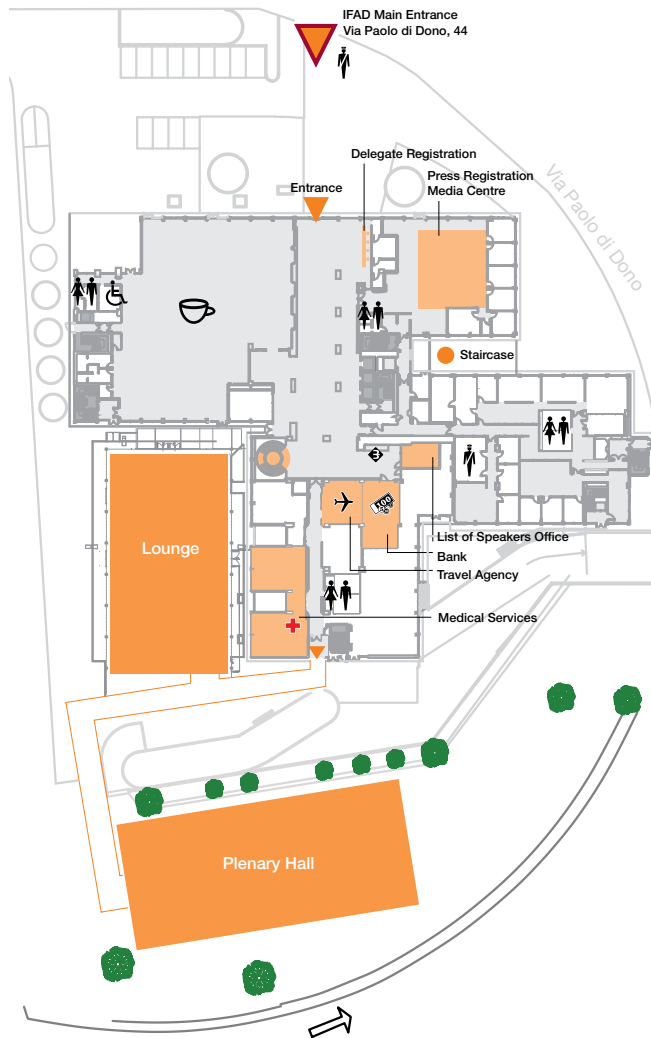 IFAD Main Entrance
Via Paolo di Dono, 44
Delegate Registration
Press Registration
Media Centre
Entrance
Via Paolo di Dono
Staircase
3
List of Speakers Office
Bank
Travel Agency
Lounge
Medical Services
Plenary Hall